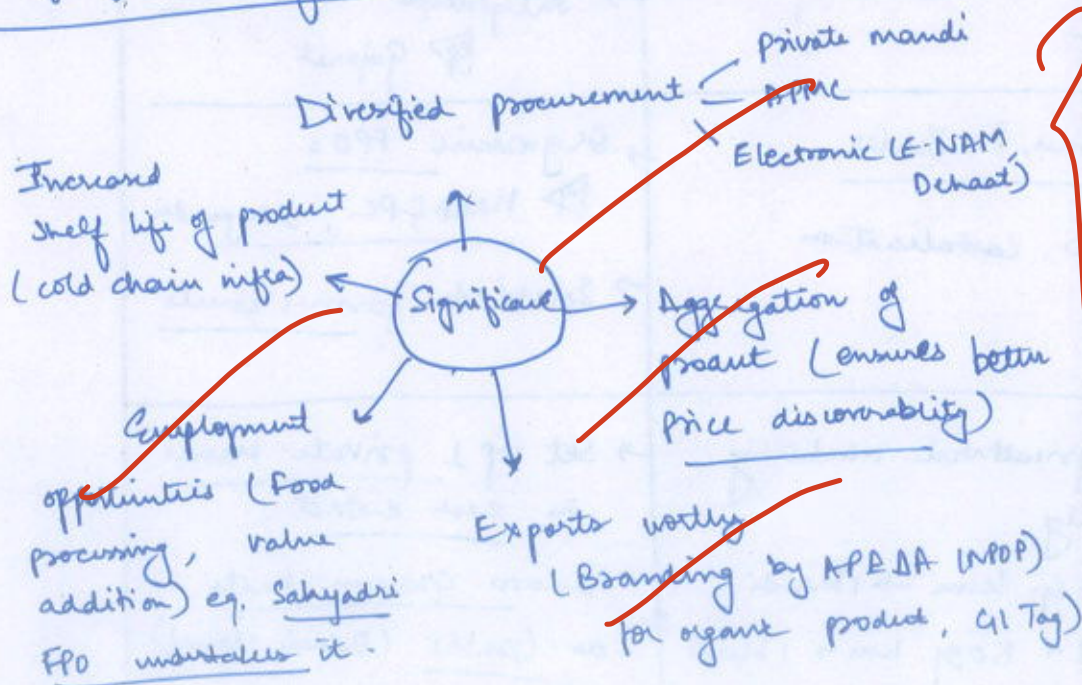 Diversified procurement
private mandi
APMC
Electronic (E-NAM,
Dehaat)
Increased
shelf life of product
(cold chain infra)
Significance
Aggregation of
product (ensures better
price discoverability)
Employment
opportunities (Food
processing, value
addition) eg. Sahyadri
FPO undertakes it.
Exports worthy
(Branding by APEDA (NPOP)
for organic product, GI Tag)